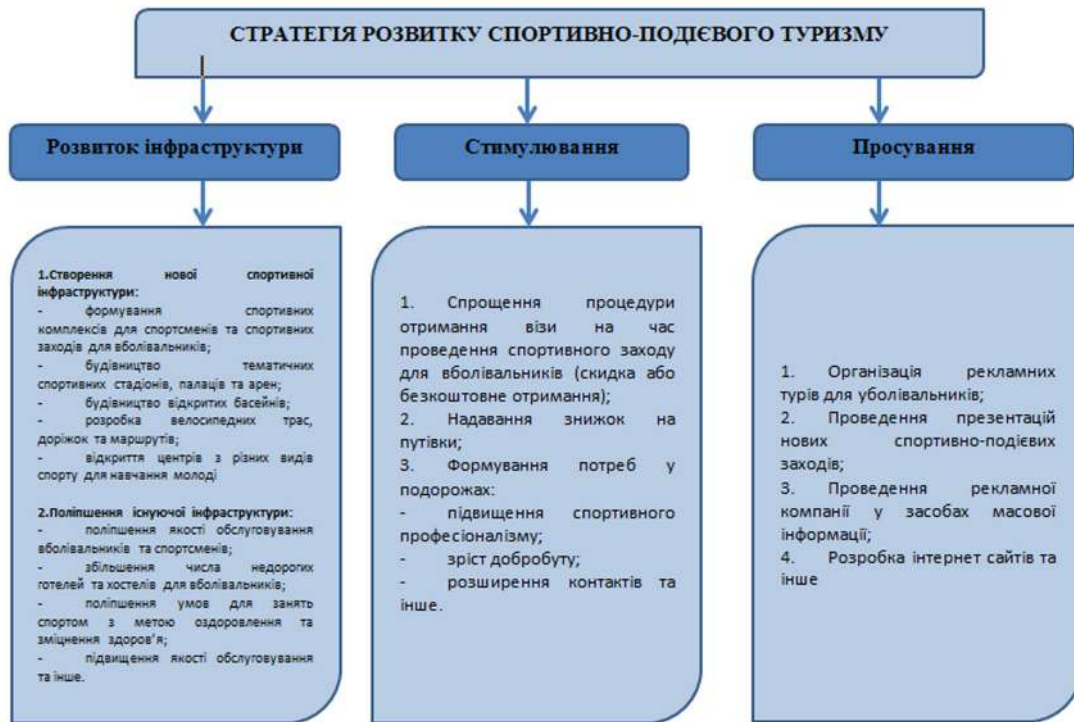 СТРАТЕГІЯ РОЗВИТКУ СПОРТИВНО-ПОДІЄВОГО ТУРИЗМУ
Розвиток інфраструктури
1.Створення нової спортивної
інфраструктури:
- формування спортивних
комплексів для спортсменів та спортивних
заходів для вболівальників;
- будівництво тематичних
спортивних стадіонів, палаців та арен;
- будівництво відкритих басейнів;
- розробка велосипедних трас,
доріжок та маршрутів;
- відкриття центрів з різних видів
спорту для навчання молоді
2.Поліпшення існуючої інфраструктури:
- поліпшення якості обслуговування
вболівальників та спортсменів;
- збільшення числа недорогих
готелей та хостелів для вболівальників;
- поліпшення умов для занять
спортом з метою оздоровлення та
зміцнення здоров’я;
- підвищення якості обслуговування
та інше.
Стимулювання
1. Спрощення процедури
отримання візи на час
проведення спортивного заходу
для вболівальників (скидка або
безкоштовне отримання);
2. Надавання знижок на
путівки;
3. Формування потреб у
подорожах:
- підвищення спортивного
професіоналізму;
- зріст добробуту;
- розширення контактів та
інше.
Просування
1. Організація рекламних
турів для уболівальників;
2. Проведення презентацій
нових спортивно-подієвих
заходів;
3. Проведення рекламної
компанії у засобах масової
інформації;
4. Розробка інтернет сайтів та
інше